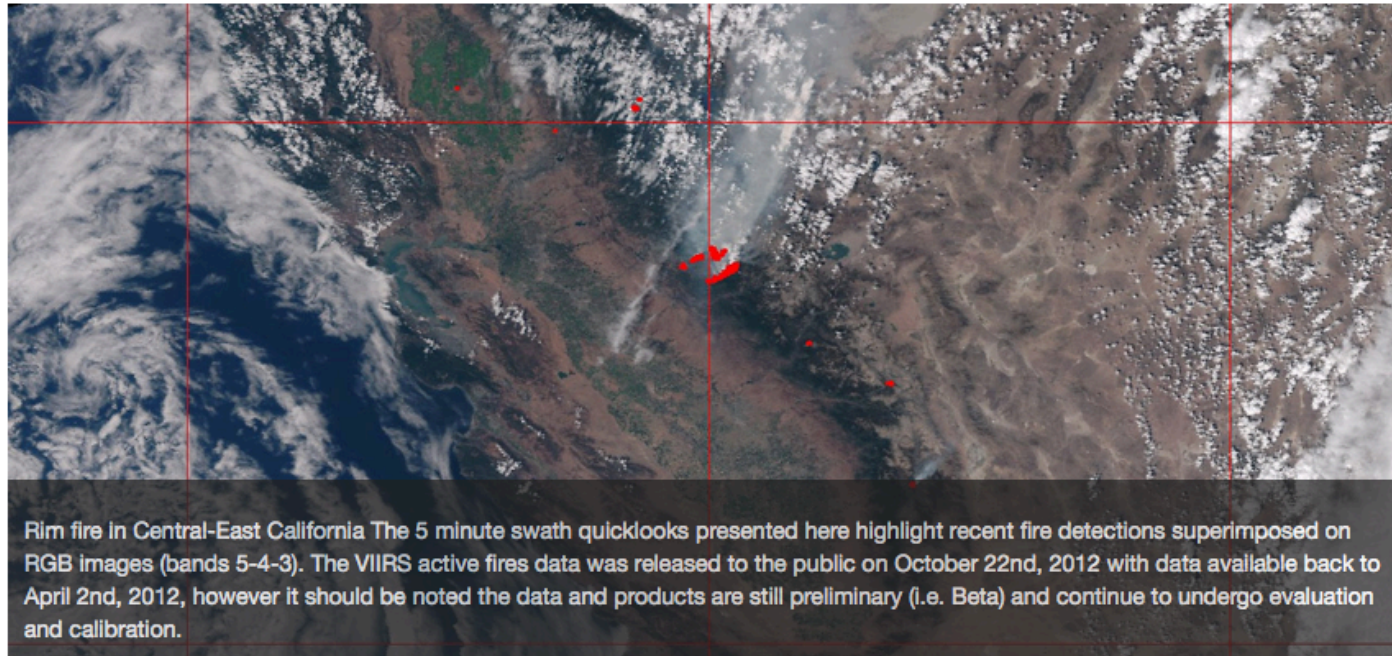 Rim fire in Central-East California The 5 minute swath quicklooks presented here highlight recent fire detections superimposed on
RGB images (bands 5-4-3). The VIIRS active fires data was released to the public on October 22nd, 2012 with data available back to
April 2nd, 2012, however it should be noted the data and products are still preliminary (i.e. Beta) and continue to undergo evaluation
and calibration.